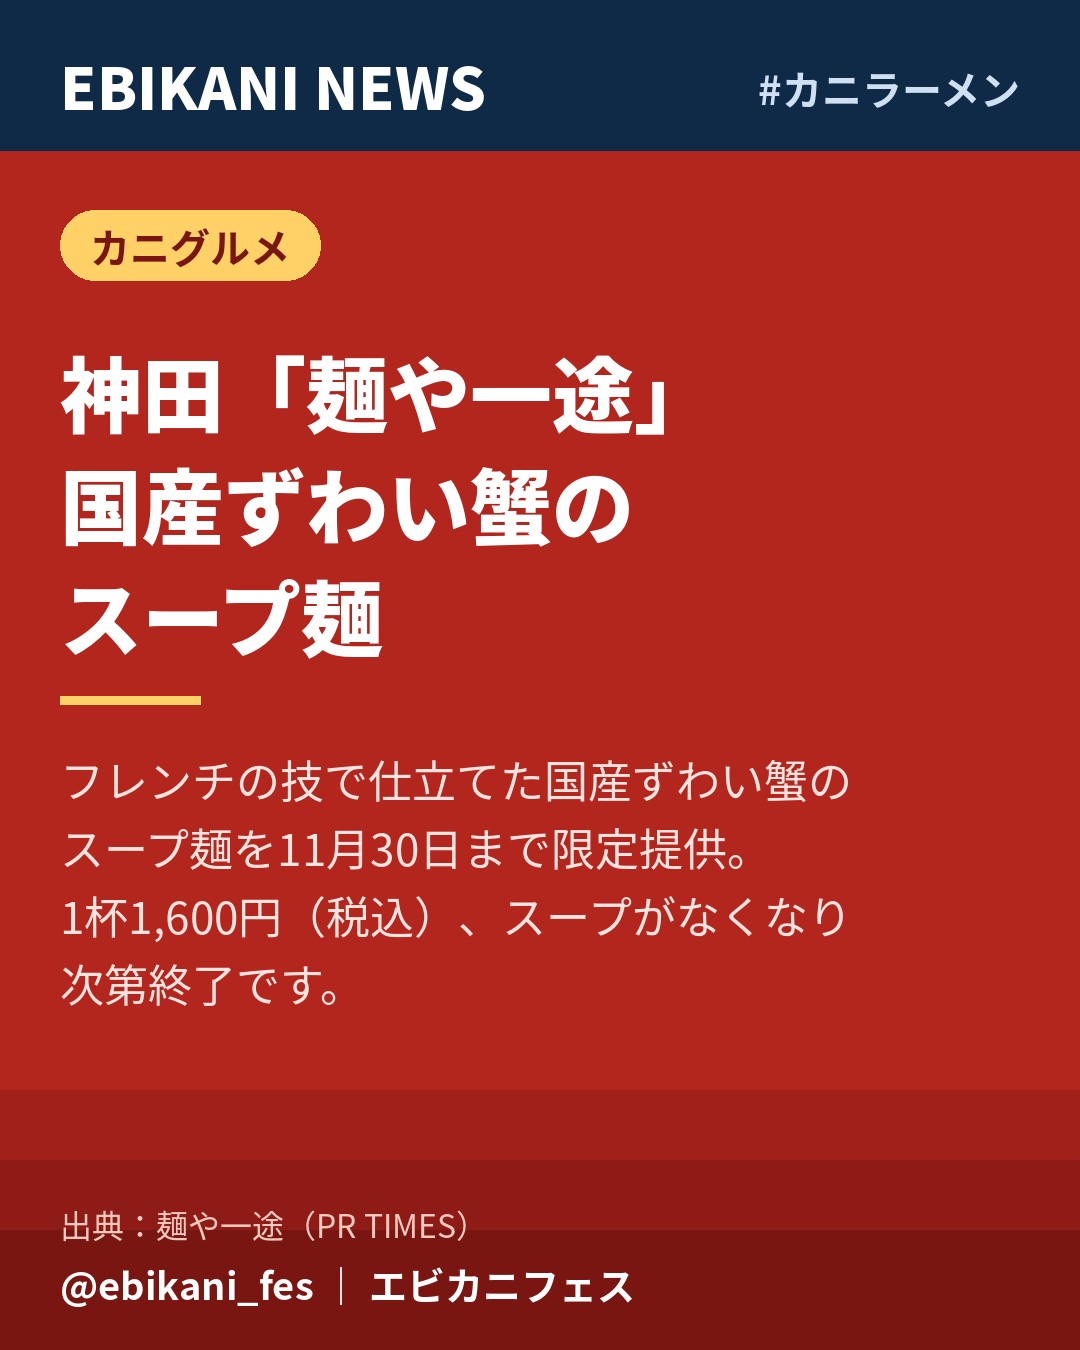 EBIKANI NEWS
#カニラーメン
カニグルメ
神田「麺や一途」
国産ずわい蟹の
スープ麺
フレンチの技で仕立てた国産ずわい蟹の
スープ麺を11月30日まで限定提供。
1杯1,600円（税込）、スープがなくなり
次第終了です。
出典：麺や一途（PR TIMES）
@ebikani_fes ｜ エビカニフェス